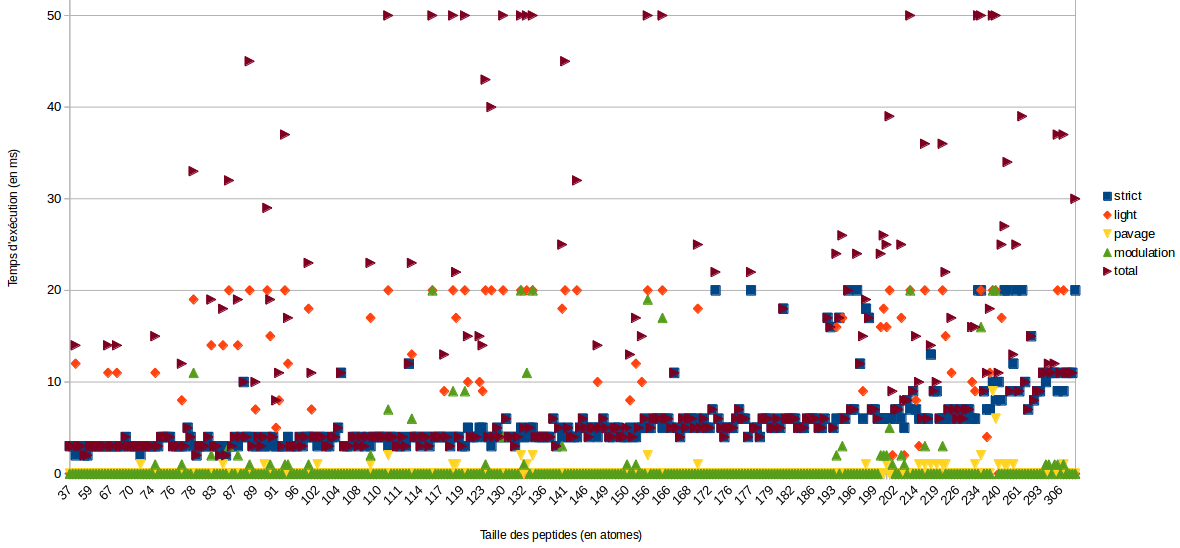 50
40
30
20
10
0
Temps d'exécution (en ms)
37 59 67 70 74 76 78 83 87 89 91 96 102 104 108 110 111 114 117 119 123 130 132 136 141 146 149 150 156 166 168 172 177 179 182 186 193 196 199 202 214 219 226 234 240 261 293 306
Taille des peptides (en atomes)
strict
light
pavage
modulation
total